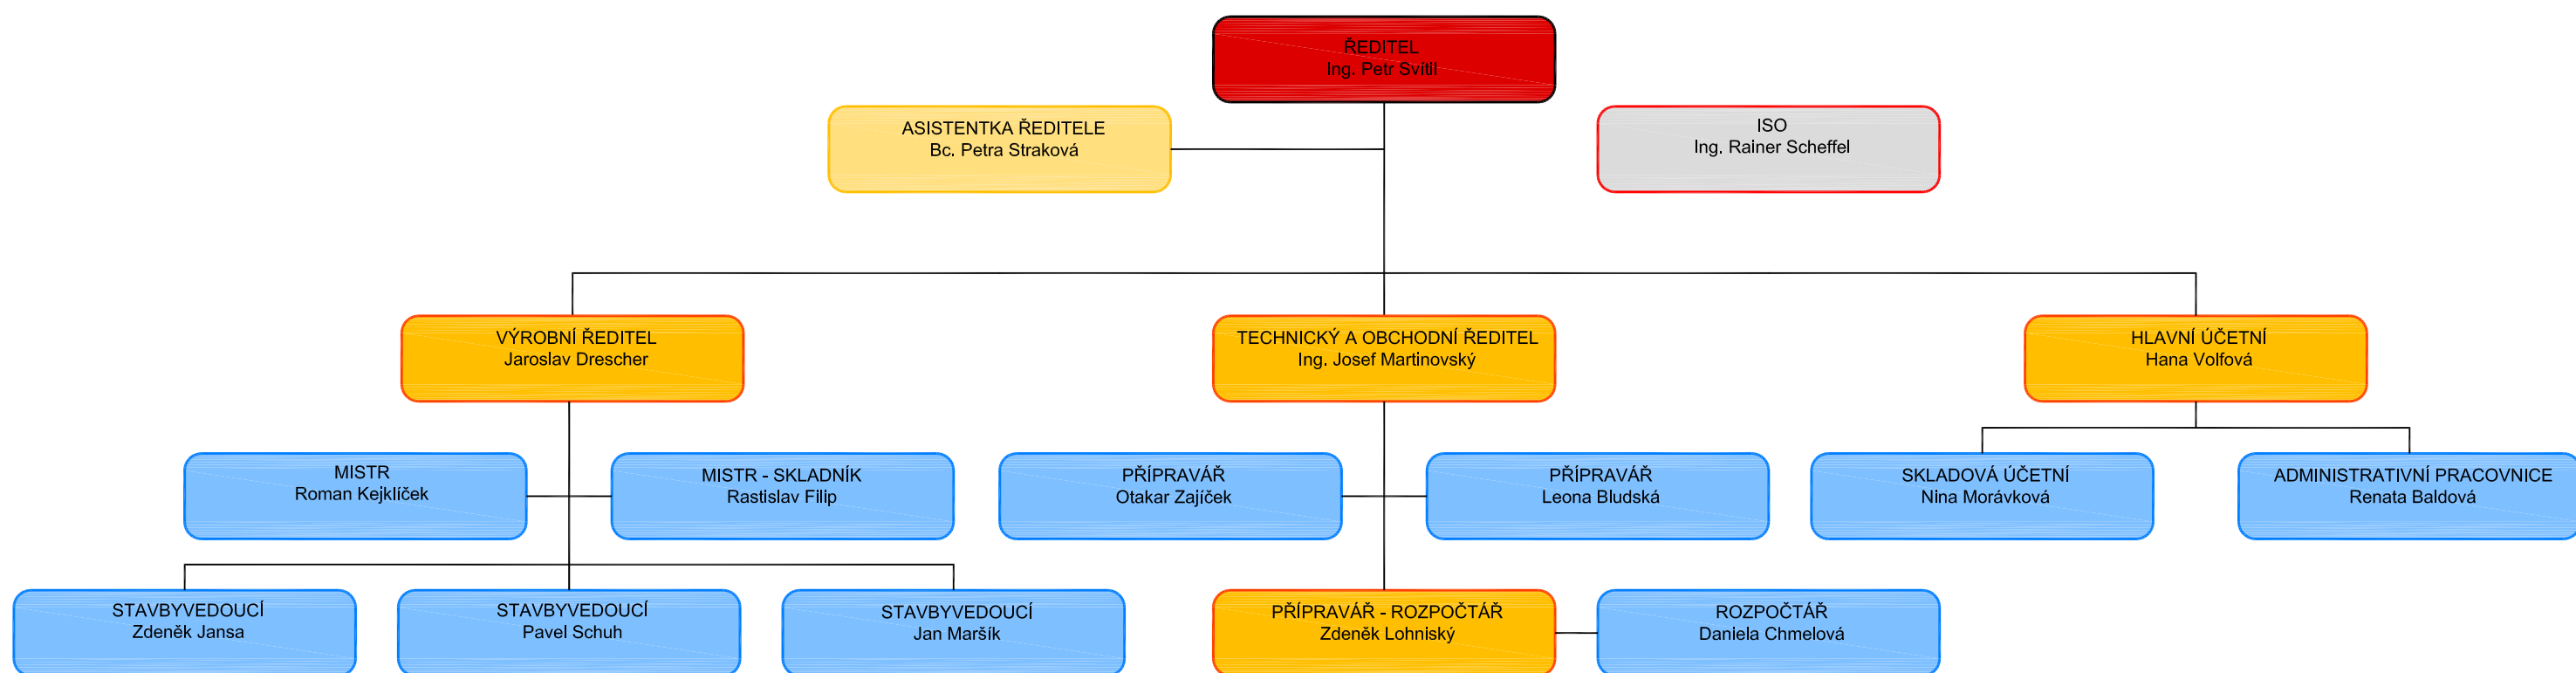 ŘEDITEL
Ing. Petr Svítil
ASISTENTKA ŘEDITELE
Bc. Petra Straková
ISO
Ing. Rainer Scheffel
VÝROBNÍ ŘEDITEL
Jaroslav Drescher
TECHNICKÝ A OBCHODNÍ ŘEDITEL
Ing. Josef Martinovský
HLAVNÍ ÚČETNÍ
Hana Volfová
MISTR
Roman Kejklíček
MISTR - SKLADNÍK
Rastislav Filip
PŘÍPRAVÁŘ
Otakar Zajíček
PŘÍPRAVÁŘ
Leona Bludská
SKLADOVÁ ÚČETNÍ
Nina Morávková
ADMINISTRATIVNÍ PRACOVNICE
Renata Baldová
STAVBYVEDOUCÍ
Zdeněk Jansa
STAVBYVEDOUCÍ
Pavel Schuh
STAVBYVEDOUCÍ
Jan Maršík
PŘÍPRAVÁŘ - ROZPOČTÁŘ
Zdeněk Lohniský
ROZPOČTÁŘ
Daniela Chmelová